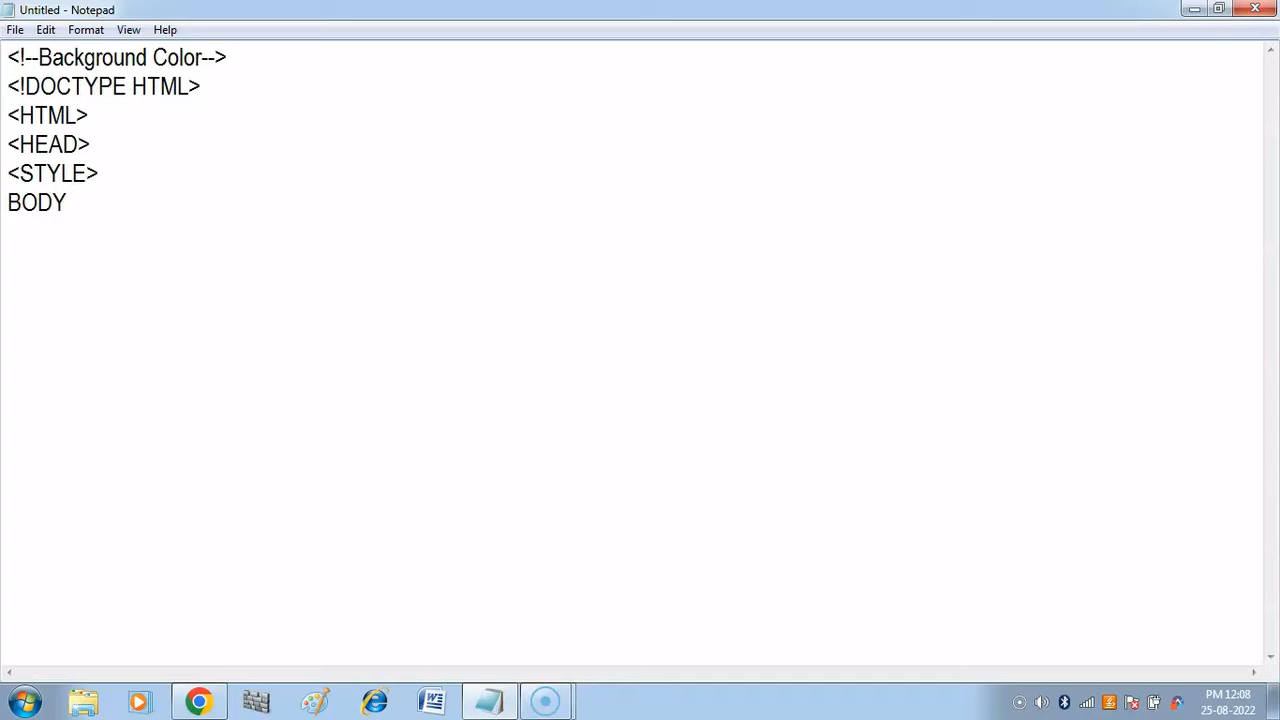 Untitled - Notepad
File Edit Format View Help
<!--Background Color-->
<!DOCTYPE HTML>
<HTML>
<HEAD>
<STYLE>
BODY
PM 12:08
25-08-2022